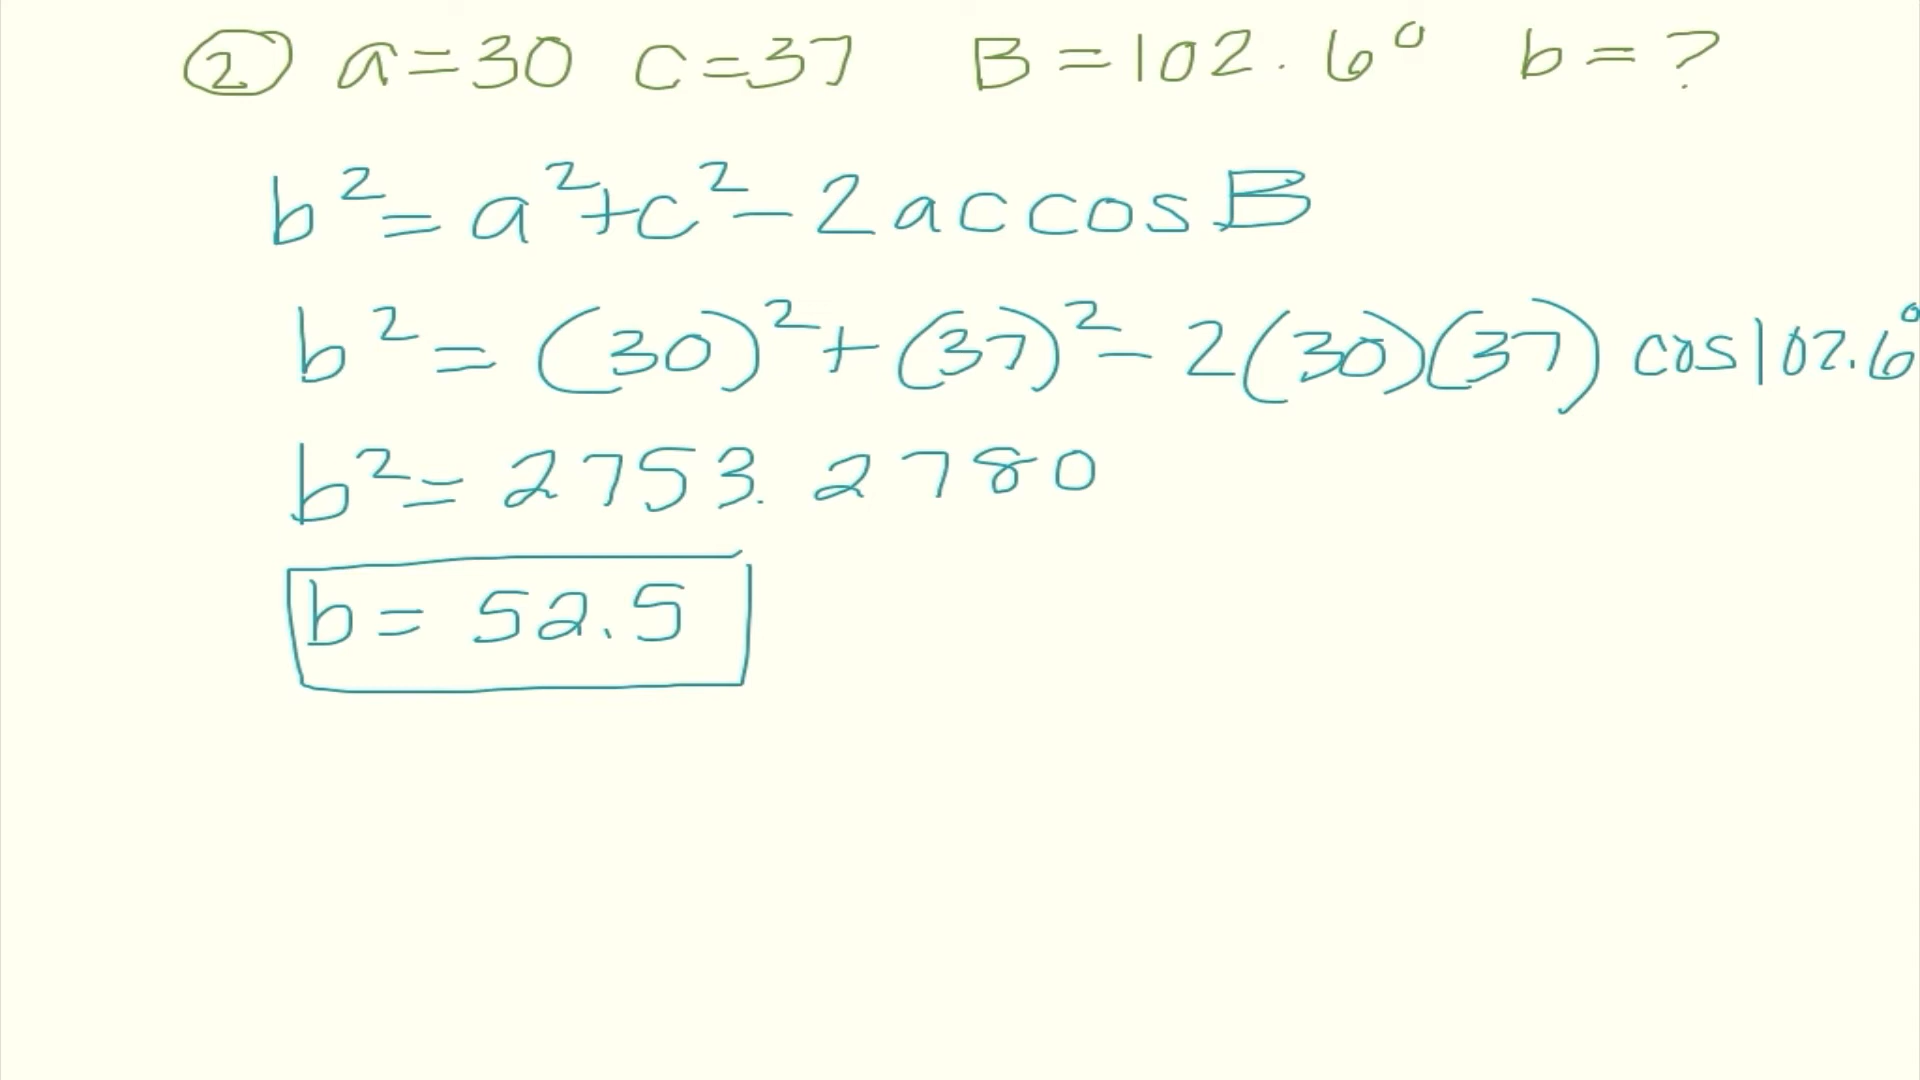 ② a=30 c=37 B=102.6° b=?
b²=a²+c²-2accosB
b²=(30)²+(37)²-2(30)(37) cos102.6°
b²=2753.2780
b=52.5